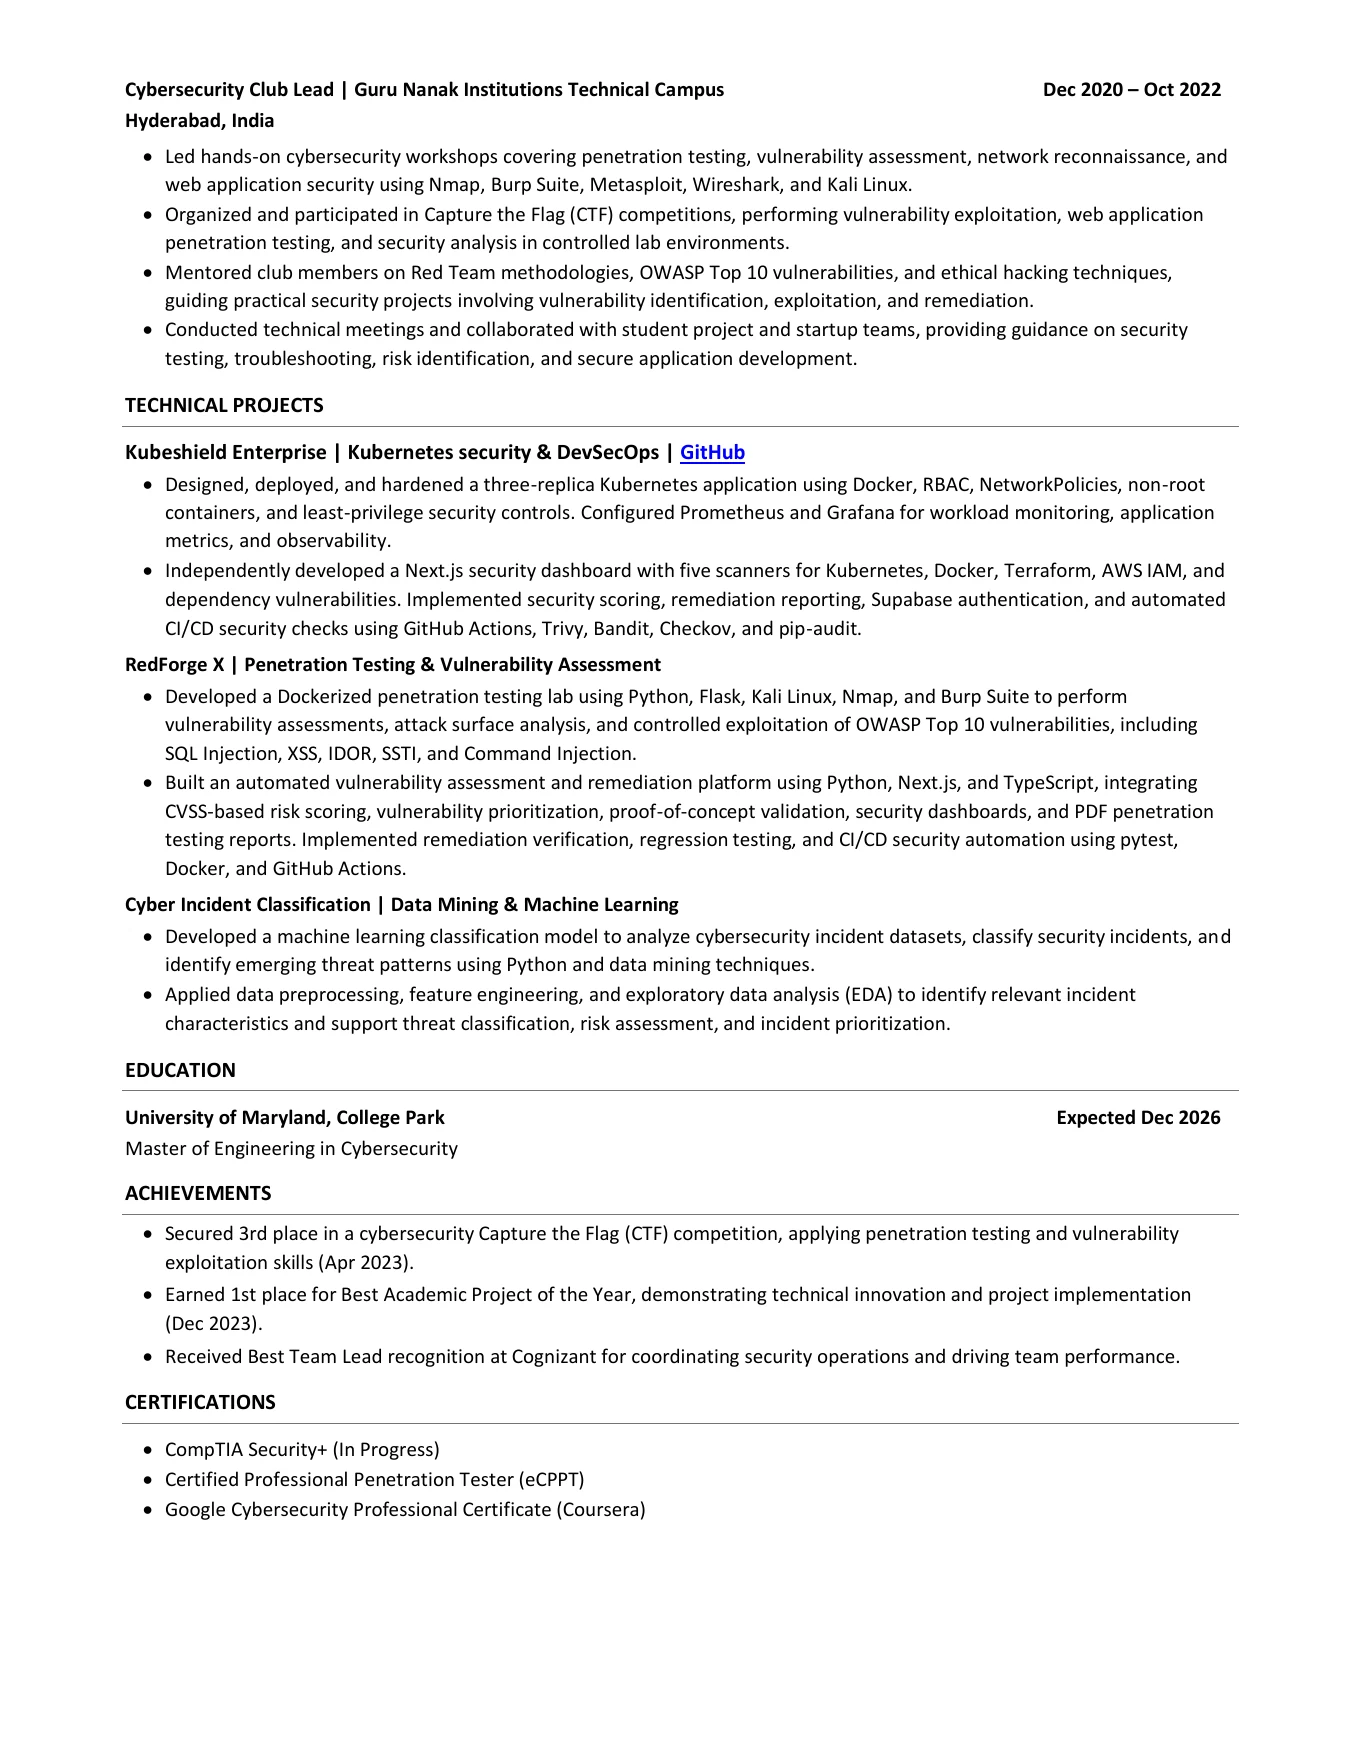 Cybersecurity Club Lead | Guru Nanak Institutions Technical Campus Dec 2020 – Oct 2022
Hyderabad, India
• Led hands-on cybersecurity workshops covering penetration testing, vulnerability assessment, network reconnaissance, and
web application security using Nmap, Burp Suite, Metasploit, Wireshark, and Kali Linux.
• Organized and participated in Capture the Flag (CTF) competitions, performing vulnerability exploitation, web application
penetration testing, and security analysis in controlled lab environments.
• Mentored club members on Red Team methodologies, OWASP Top 10 vulnerabilities, and ethical hacking techniques,
guiding practical security projects involving vulnerability identification, exploitation, and remediation.
• Conducted technical meetings and collaborated with student project and startup teams, providing guidance on security
testing, troubleshooting, risk identification, and secure application development.
TECHNICAL PROJECTS
Kubeshield Enterprise | Kubernetes security & DevSecOps | GitHub
• Designed, deployed, and hardened a three-replica Kubernetes application using Docker, RBAC, NetworkPolicies, non-root
containers, and least-privilege security controls. Configured Prometheus and Grafana for workload monitoring, application
metrics, and observability.
• Independently developed a Next.js security dashboard with five scanners for Kubernetes, Docker, Terraform, AWS IAM, and
dependency vulnerabilities. Implemented security scoring, remediation reporting, Supabase authentication, and automated
CI/CD security checks using GitHub Actions, Trivy, Bandit, Checkov, and pip-audit.
RedForge X | Penetration Testing & Vulnerability Assessment
• Developed a Dockerized penetration testing lab using Python, Flask, Kali Linux, Nmap, and Burp Suite to perform
vulnerability assessments, attack surface analysis, and controlled exploitation of OWASP Top 10 vulnerabilities, including
SQL Injection, XSS, IDOR, SSTI, and Command Injection.
• Built an automated vulnerability assessment and remediation platform using Python, Next.js, and TypeScript, integrating
CVSS-based risk scoring, vulnerability prioritization, proof-of-concept validation, security dashboards, and PDF penetration
testing reports. Implemented remediation verification, regression testing, and CI/CD security automation using pytest,
Docker, and GitHub Actions.
Cyber Incident Classification | Data Mining & Machine Learning
• Developed a machine learning classification model to analyze cybersecurity incident datasets, classify security incidents, and
identify emerging threat patterns using Python and data mining techniques.
• Applied data preprocessing, feature engineering, and exploratory data analysis (EDA) to identify relevant incident
characteristics and support threat classification, risk assessment, and incident prioritization.
EDUCATION
University of Maryland, College Park Expected Dec 2026
Master of Engineering in Cybersecurity
ACHIEVEMENTS
• Secured 3rd place in a cybersecurity Capture the Flag (CTF) competition, applying penetration testing and vulnerability
exploitation skills (Apr 2023).
• Earned 1st place for Best Academic Project of the Year, demonstrating technical innovation and project implementation
(Dec 2023).
• Received Best Team Lead recognition at Cognizant for coordinating security operations and driving team performance.
CERTIFICATIONS
• CompTIA Security+ (In Progress)
• Certified Professional Penetration Tester (eCPPT)
• Google Cybersecurity Professional Certificate (Coursera)